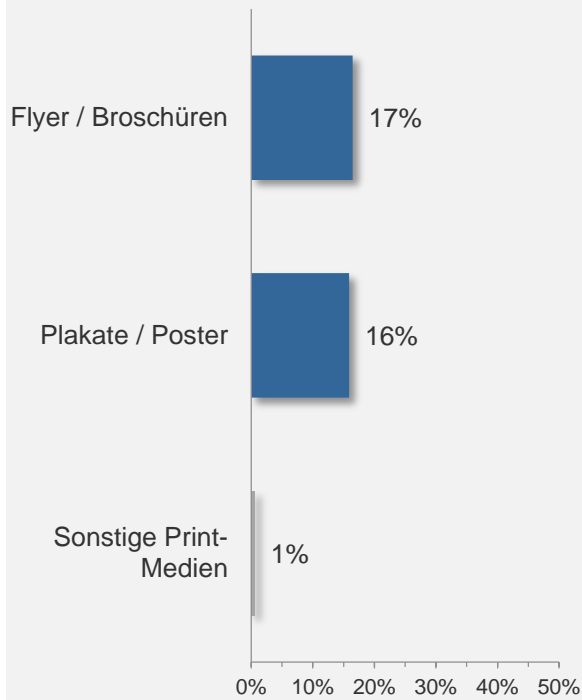 Flyer / Broschüren 17%
Plakate / Poster 16%
Sonstige Print-
Medien 1%
0% 10% 20% 30% 40% 50%